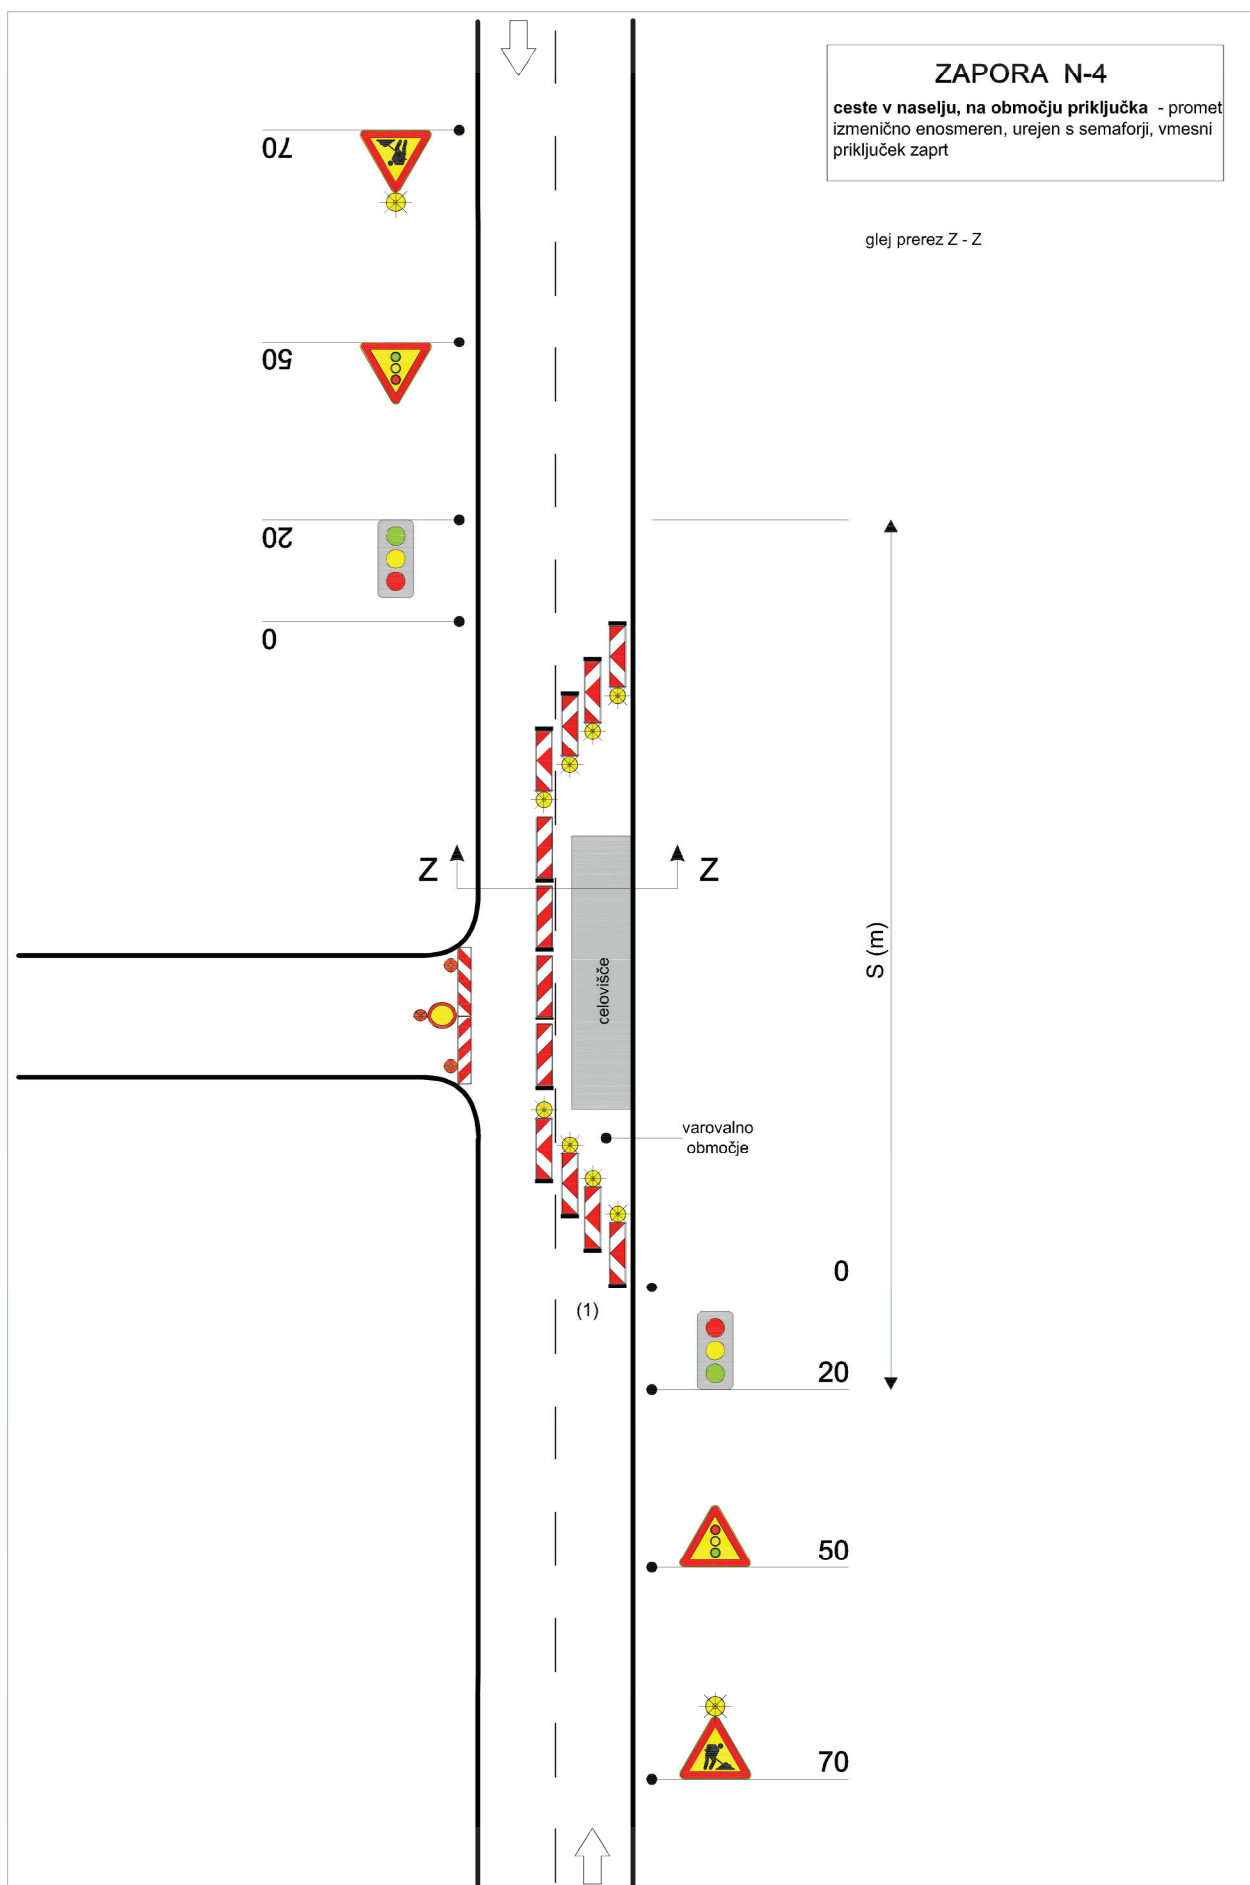 ZAPORA N-4
ceste v naselju, na območju priključka - promet
izmenično enosmeren, urejen s semaforji, vmesni
priključek zaprt
glej prerez Z - Z
70
50
20
0
Z
Z
S (m)
celovišče
varovalno
območje
0
(1)
20
50
70